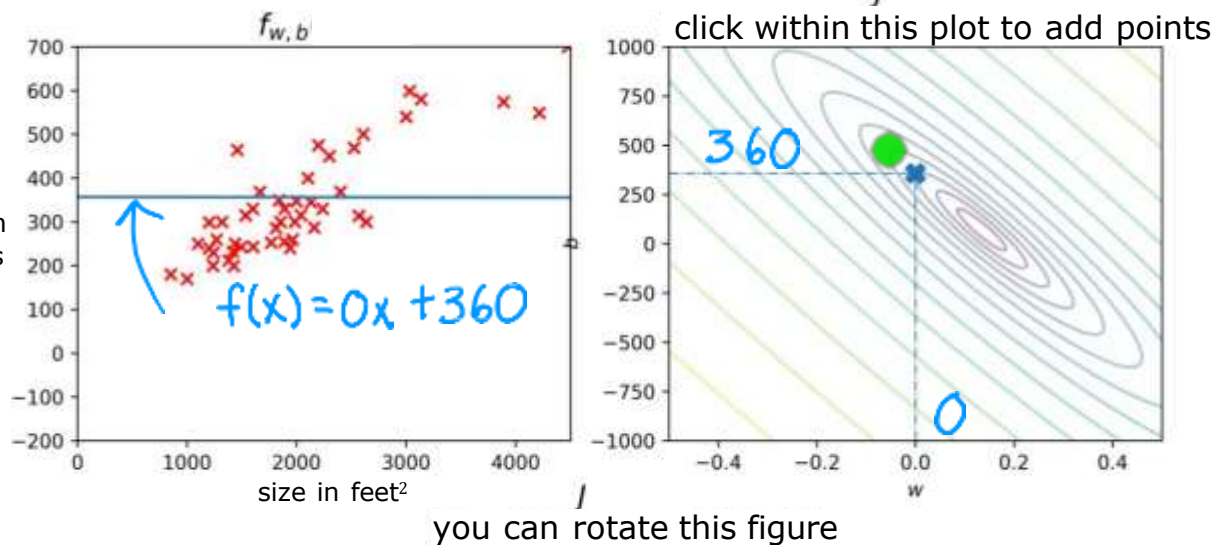 f_{w,b}
click within this plot to add points
700
600
500
400
300
200
100
0
−100
−200
0 1000 2000 3000 4000
size in feet²
f(x) = 0x + 360
1000
750
500
250
0
−250
−500
−750
−1000
b
360
0
−0.4 −0.2 0.0 0.2 0.4
w
J
you can rotate this figure